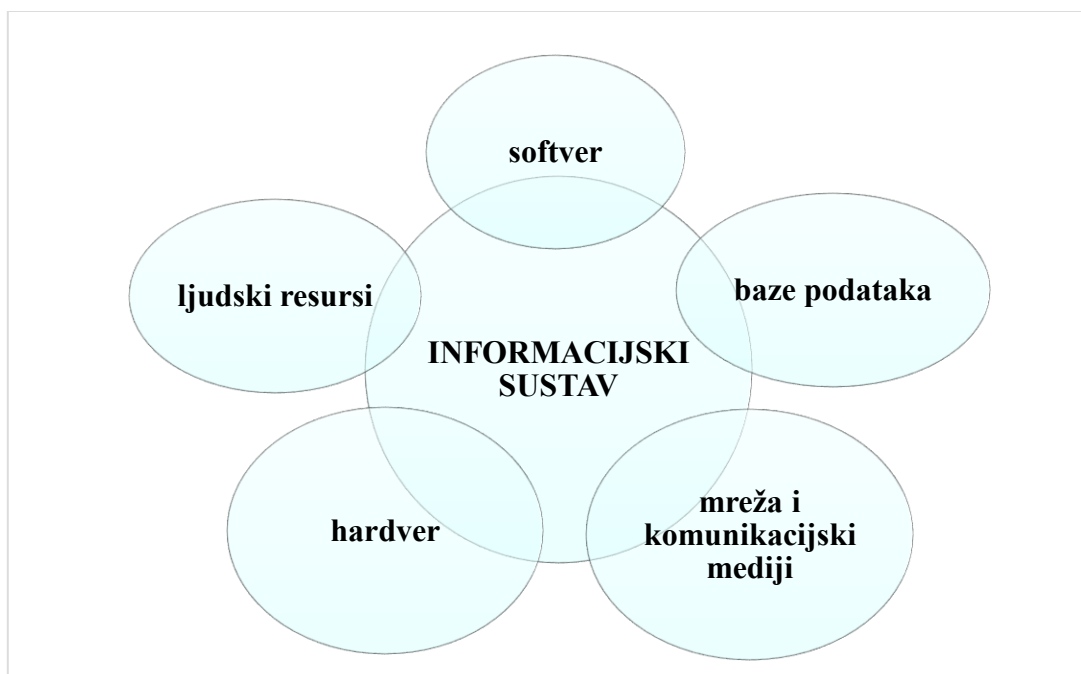 softver
ljudski resursi
baze podataka
INFORMACIJSKI
SUSTAV
hardver
mreža i
komunikacijski
mediji